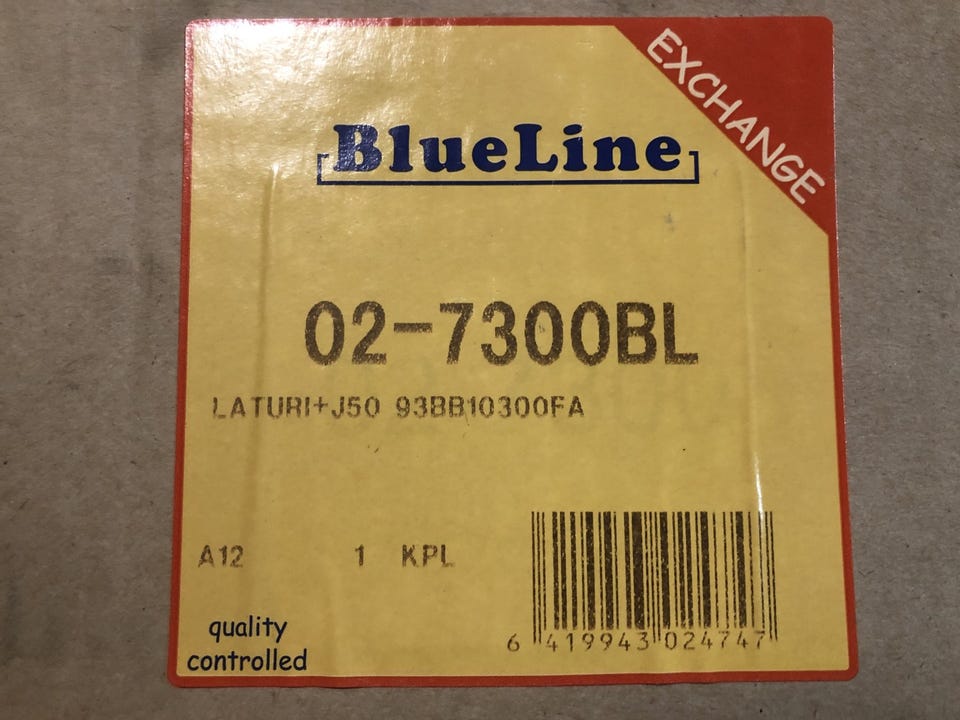 EXCHANGE
BlueLine
02-7300BL
LATURI+J50 93BB10300FA
A12 1 KPL
quality
controlled
6 419943 024747